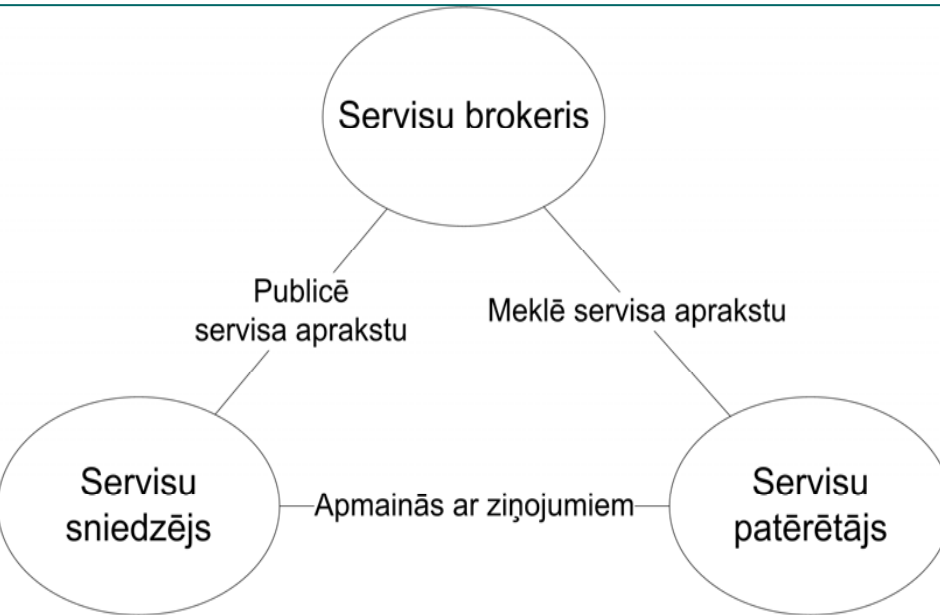 Servisu brokeris
Publicē
servisa aprakstu
Meklē servisa aprakstu
Servisu
sniedzējs
Apmainās ar ziņojumiem
Servisu
patērētājs